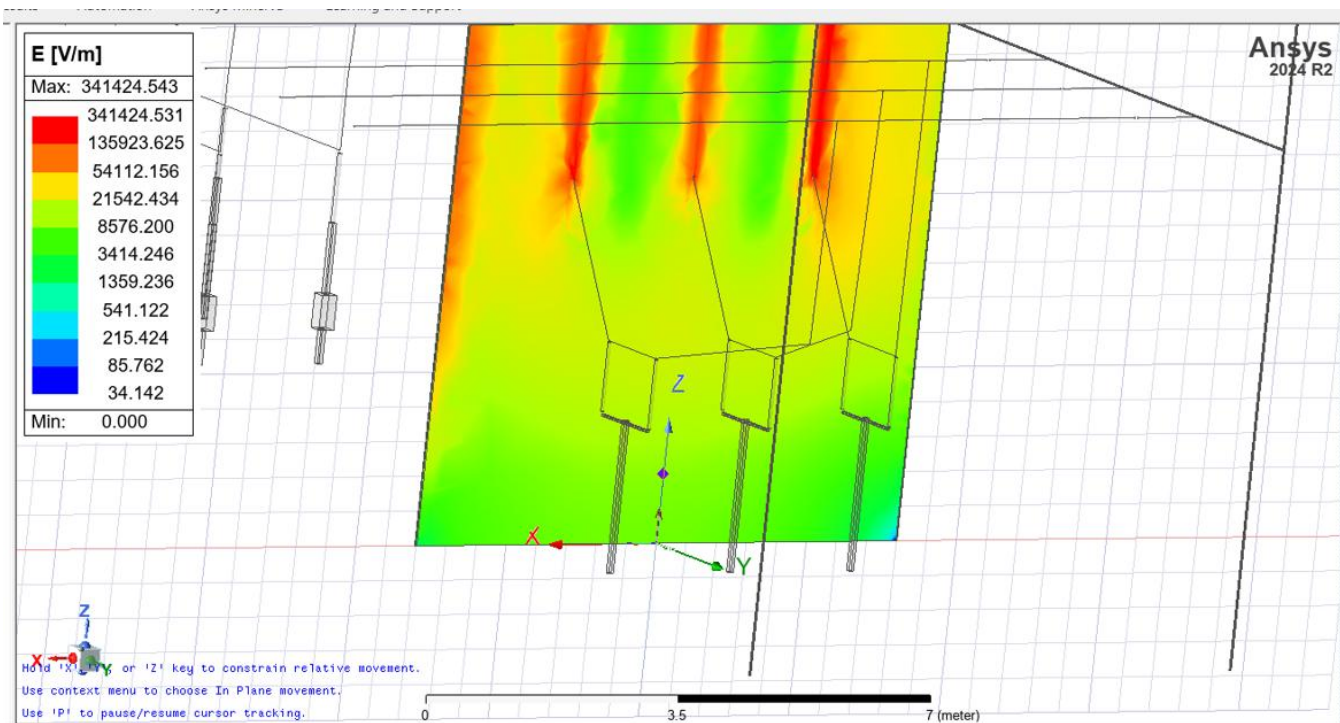 E [V/m]
Max: 341424.543
341424.531
135923.625
54112.156
21542.434
8576.200
3414.246
1359.236
541.122
215.424
85.762
34.142
Min: 0.000
Ansys
2024 R2
Z
X
Y
Z
X
Y
Hold 'X', 'Y', or 'Z' key to constrain relative movement.
Use context menu to choose In Plane movement.
Use 'P' to pause/resume cursor tracking.
0 3.5 7 (meter)